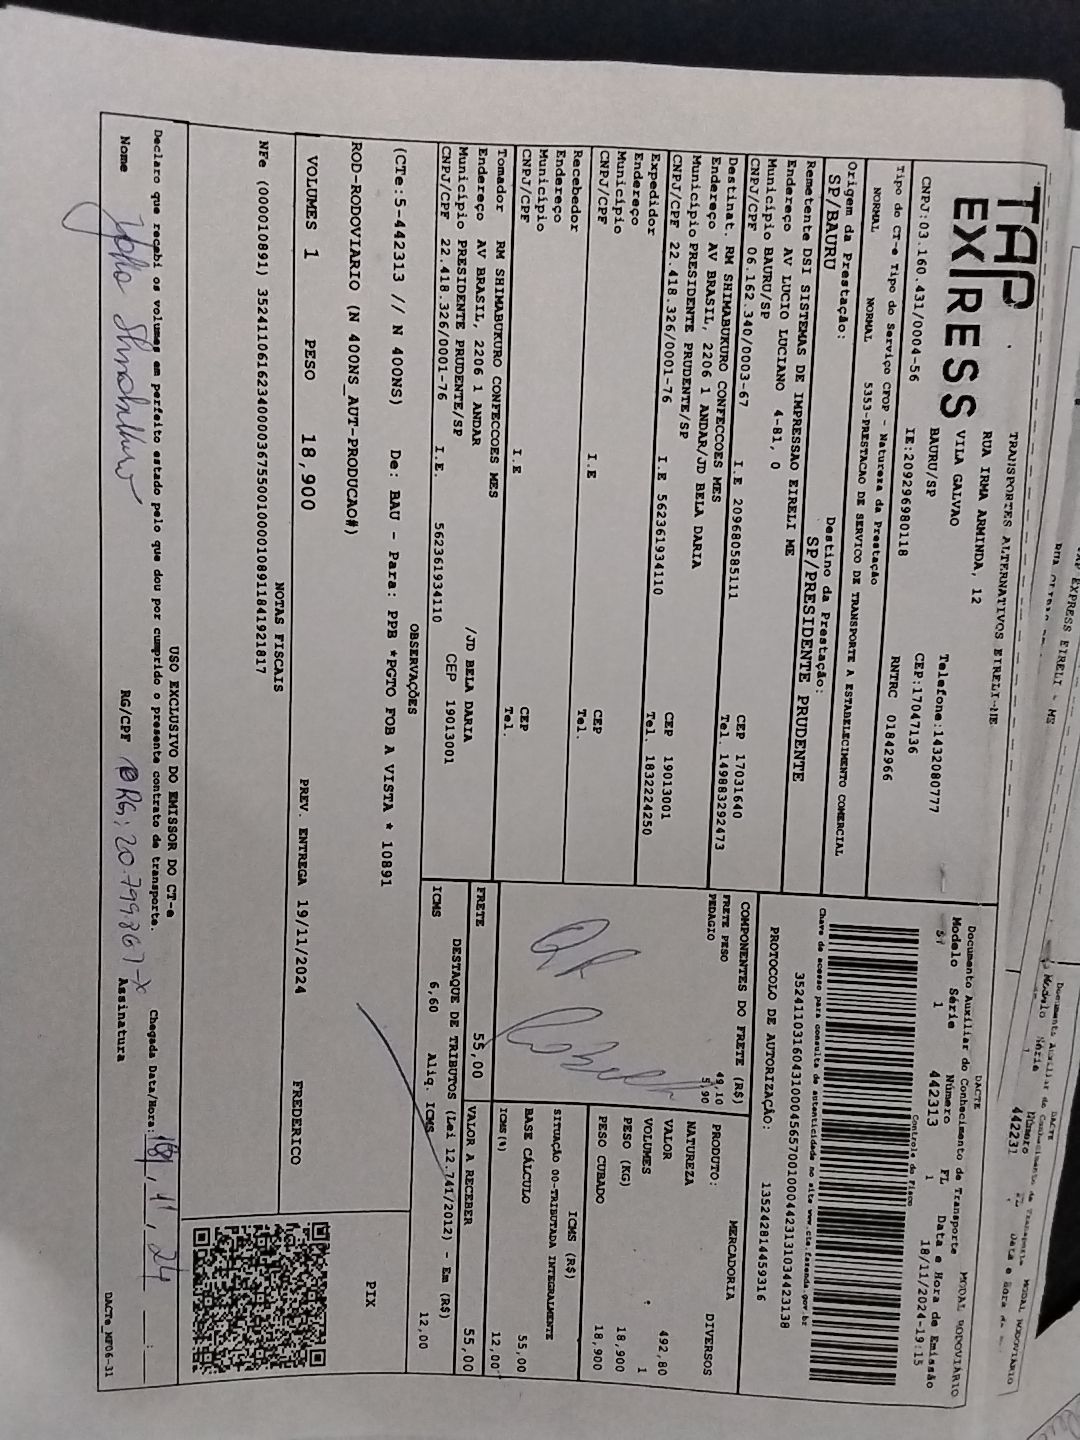 TAP
EXPRESS
TRANSPORTES ALTERNATIVOS EIRELI-ME
RUA IRMA ARMINDA, 12
VILA GALVAO
BAURU/SP
Telefone:1432080777
CEP:17047136
CNPJ:03.160.431/0004-56
IE:209296980118
RNTRC 01842966
Tipo do CT-e Tipo do Serviço CFOP - Natureza da Prestação
NORMAL NORMAL 5353-PRESTACAO DE SERVICO DE TRANSPORTE A ESTABELECIMENTO COMERCIAL
Origem da Prestação: Destino da Prestação:
SP/BAURU SP/PRESIDENTE PRUDENTE
Remetente DSI SISTEMAS DE IMPRESSAO EIRELI ME
Endereço AV LUCIO LUCIANO 4-81, 0
Município BAURU/SP CEP 17031640
CNPJ/CPF 06.162.340/0003-67 I.E 209680585111 Tel. 149883292473
Destinat. RM SHIMABUKURO CONFECCOES MES
Endereço AV BRASIL, 2206 1 ANDAR/JD BELA DARIA
Município PRESIDENTE PRUDENTE/SP CEP 19013001
CNPJ/CPF 22.418.326/0001-76 I.E 562361934110 Tel. 1832224250
Expedidor
Endereço
Município CEP
CNPJ/CPF I.E Tel.
Recebedor
Endereço
Município CEP
CNPJ/CPF I.E Tel.
Tomador RM SHIMABUKURO CONFECCOES MES
Endereço AV BRASIL, 2206 1 ANDAR /JD BELA DARIA
Município PRESIDENTE PRUDENTE/SP CEP 19013001
CNPJ/CPF 22.418.326/0001-76 I.E. 562361934110
DACTE
Documento Auxiliar do Conhecimento de Transporte MODAL RODOVIÁRIO
Modelo Série Número FL Data e Hora de Emissão
57 1 442313 1 18/11/2024-19:15
Controle do Fisco
Chave de acesso para consulta de autenticidade no site www.cte.fazenda.gov.br
35241103160431000456570010004423131034423138
PROTOCOLO DE AUTORIZAÇÃO: 135242814459316
COMPONENTES DO FRETE (R$)
FRETE PESO 49,10
PEDAGIO 5,90
PRODUTO: MERCADORIA
NATUREZA DIVERSOS
VALOR 492,80
VOLUMES 1
PESO (KG) 18,900
PESO CUBADO 18,900
ICMS (R$)
SITUAÇÃO 00-TRIBUTADA INTEGRALMENTE
BASE CÁLCULO 55,00
ICMS(%) 12,00
FRETE 55,00
VALOR A RECEBER 55,00
DESTAQUE DE TRIBUTOS (Lei 12.741/2012) - Em (R$)
ICMS 6,60 Aliq. ICMS 12,00
OBSERVAÇÕES
(CTe:5-442313 // N 400NS) De: BAU - Para: PPB *PGTO FOB A VISTA * 10891
ROD-RODOVIARIO (N 400NS_AUT-PRODUCAO#)
PIX
VOLUMES 1 PESO 18,900 PREV. ENTREGA 19/11/2024 FREDERICO
NOTAS FISCAIS
NFe (000010891) 35241106162340000367550010000108911841921817
USO EXCLUSIVO DO EMISSOR DO CT-e
Declaro que recebi os volumes em perfeito estado pelo que dou por cumprido o presente contrato de transporte. Chegada Data/Hora: 18/11/24 :
Nome RG/CPF RG: 20.799867-X Assinatura
DACTe_NF06-31
DACTE
MODAL RODOVIÁRIO
442231